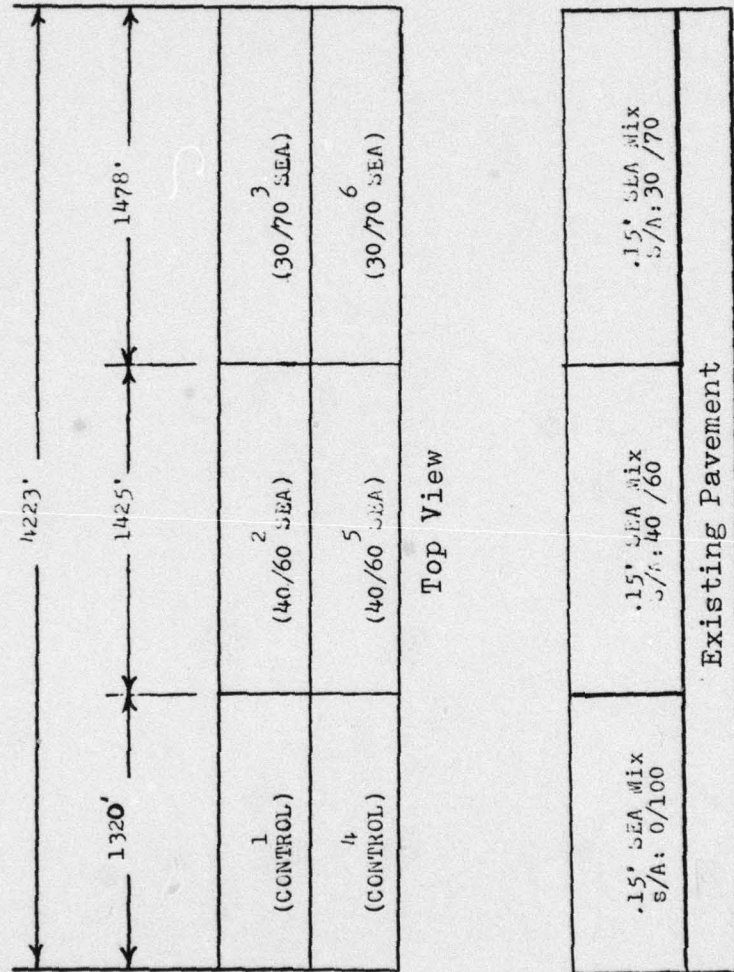 4223'
1320'
1425'
1478'
1
(CONTROL)
2
(40/60 SEA)
3
(30/70 SEA)
4
(CONTROL)
5
(40/60 SEA)
6
(30/70 SEA)
Top View
.15' SEA Mix
S/A: 0/100
.15' SEA Mix
S/A: 40/60
.15' SEA Mix
S/A: 30/70
Existing Pavement